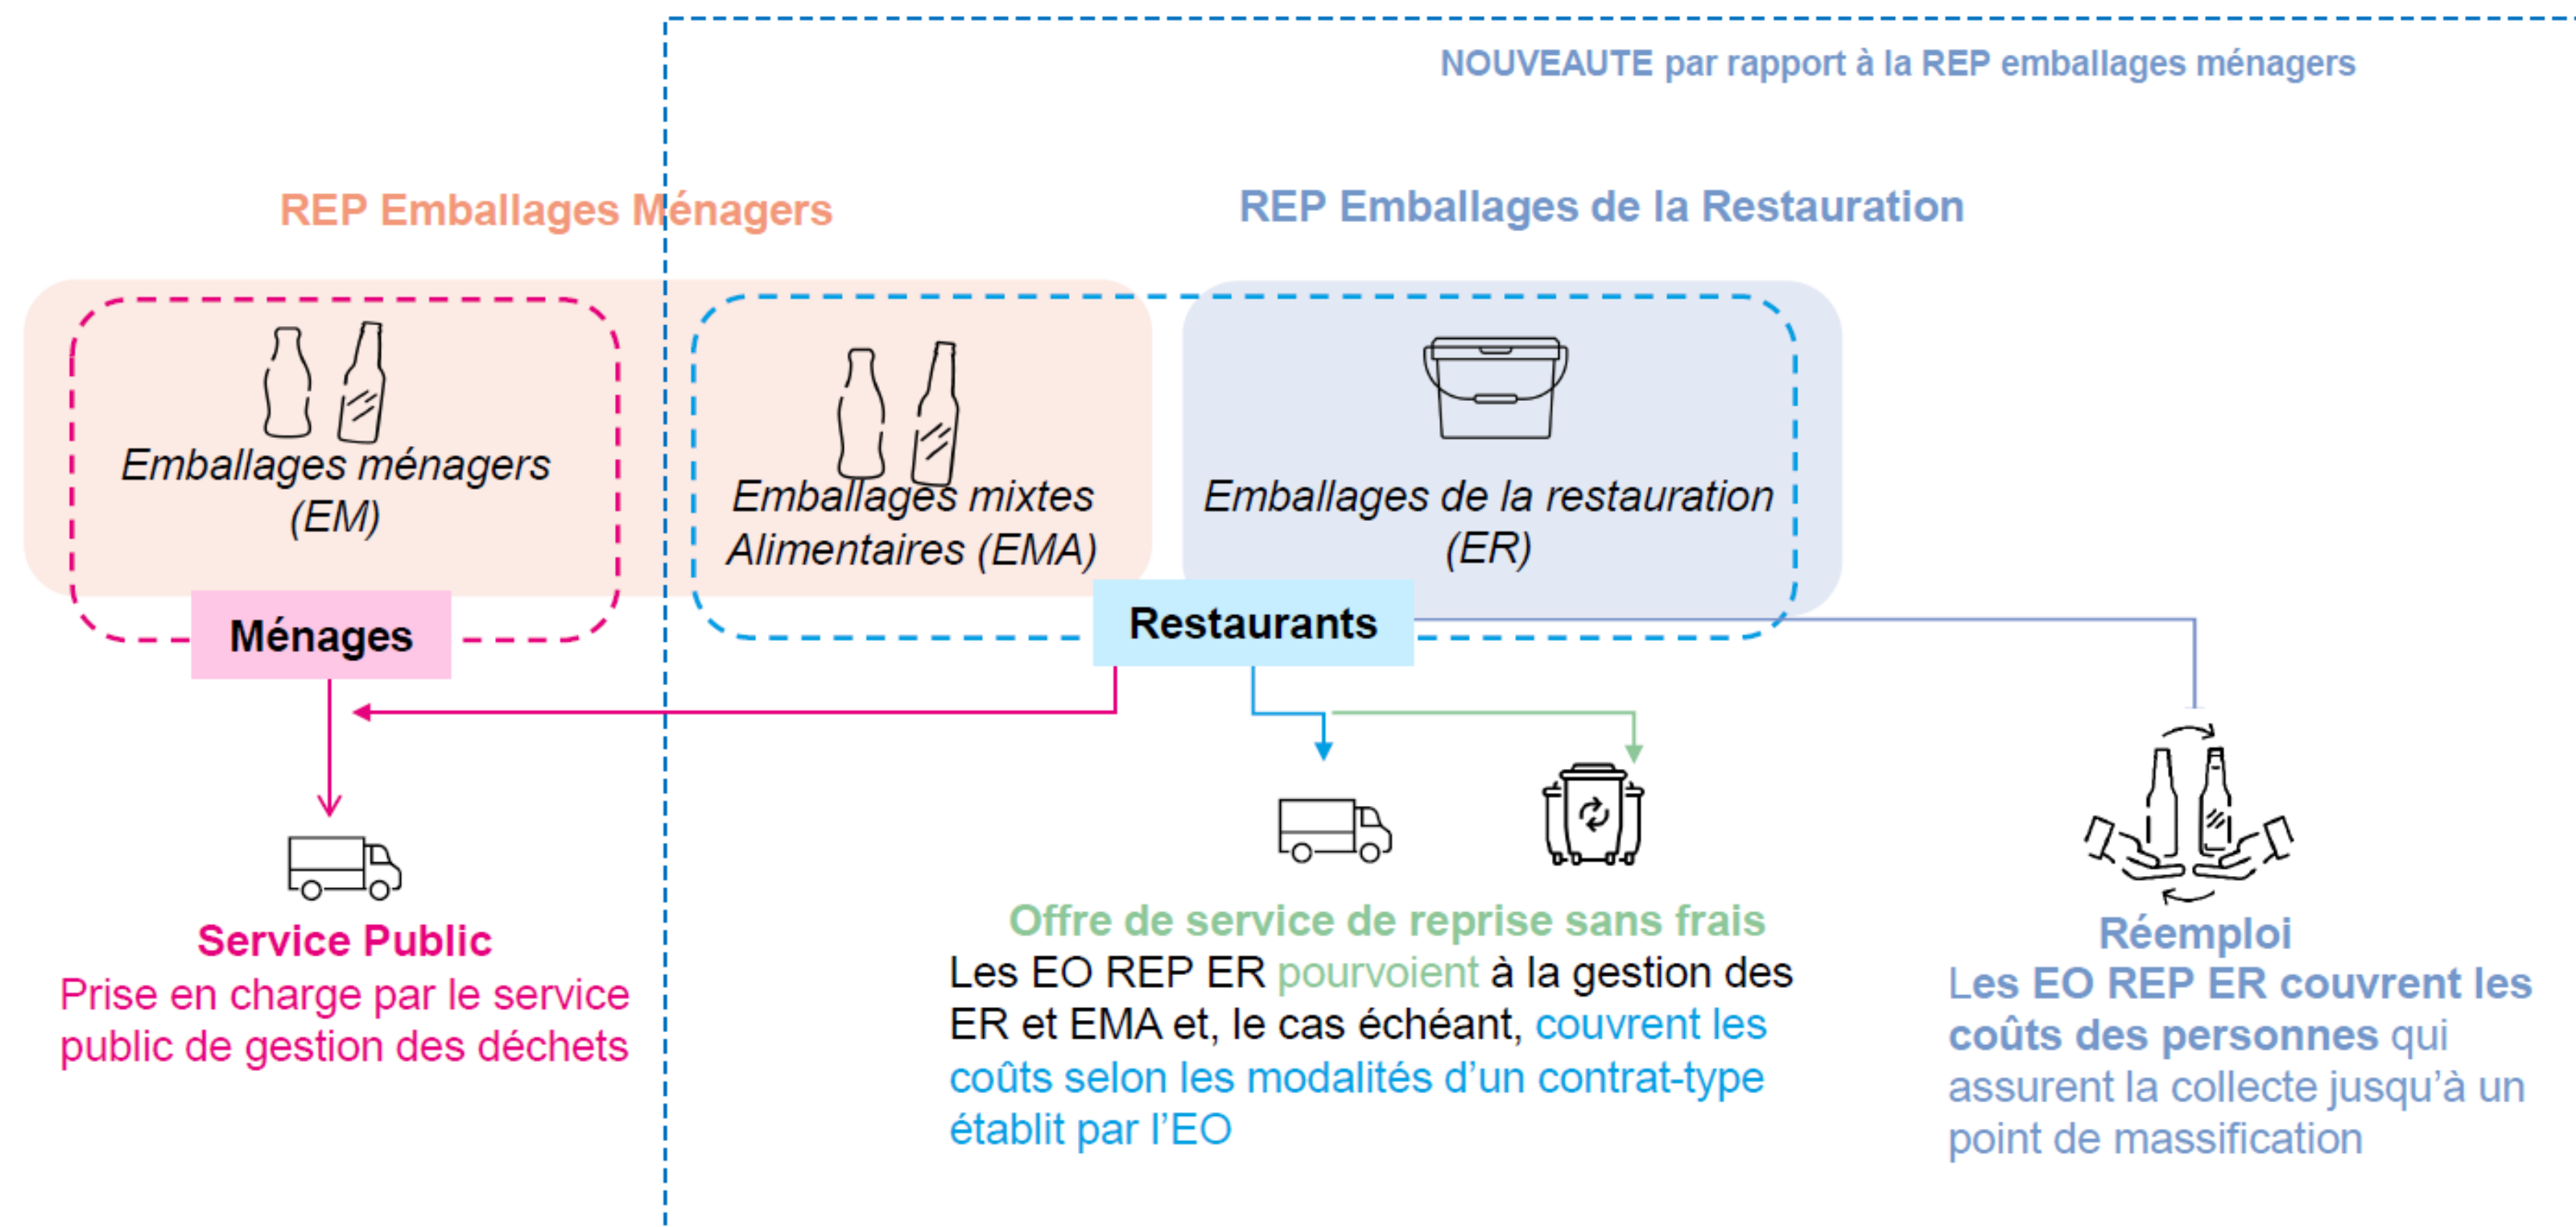 NOUVEAUTE par rapport à la REP emballages ménagers
REP Emballages Ménagers
REP Emballages de la Restauration
Emballages ménagers
(EM)
Emballages mixtes
Alimentaires (EMA)
Emballages de la restauration
(ER)
Ménages
Restaurants
Service Public
Prise en charge par le service
public de gestion des déchets
Offre de service de reprise sans frais
Les EO REP ER pourvoient à la gestion des
ER et EMA et, le cas échéant, couvrent les
coûts selon les modalités d’un contrat-type
établit par l’EO
Réemploi
Les EO REP ER couvrent les
coûts des personnes qui
assurent la collecte jusqu’à un
point de massification